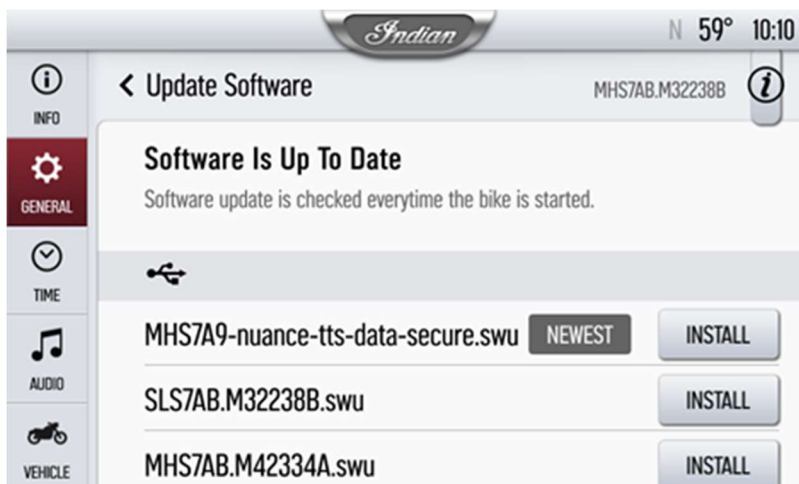 Indian
N 59° 10:10
INFO
Update Software MHS7AB.M32238B
GENERAL
Software Is Up To Date
Software update is checked everytime the bike is started.
TIME
MHS7A9-nuance-tts-data-secure.swu NEWEST INSTALL
AUDIO
SLS7AB.M32238B.swu INSTALL
VEHICLE
MHS7AB.M42334A.swu INSTALL